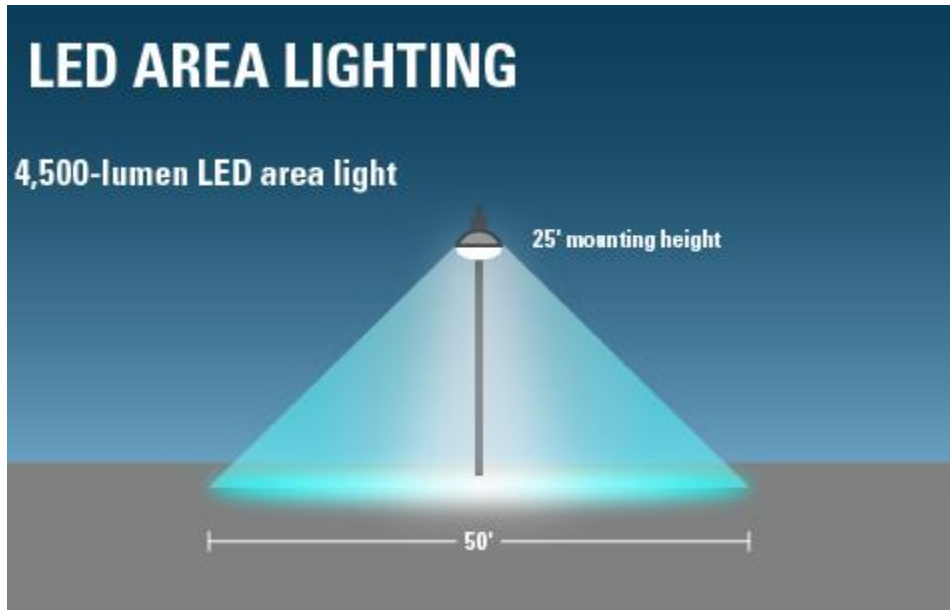 LED AREA LIGHTING
4,500-lumen LED area light
25' mounting height
50'